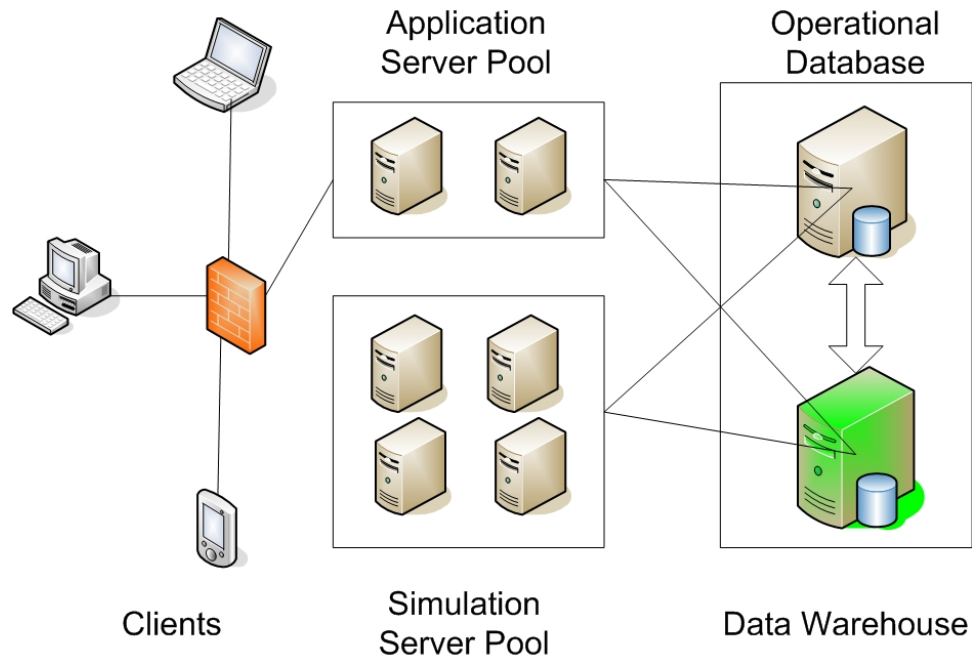 Application
Server Pool
Operational
Database
Clients
Simulation
Server Pool
Data Warehouse